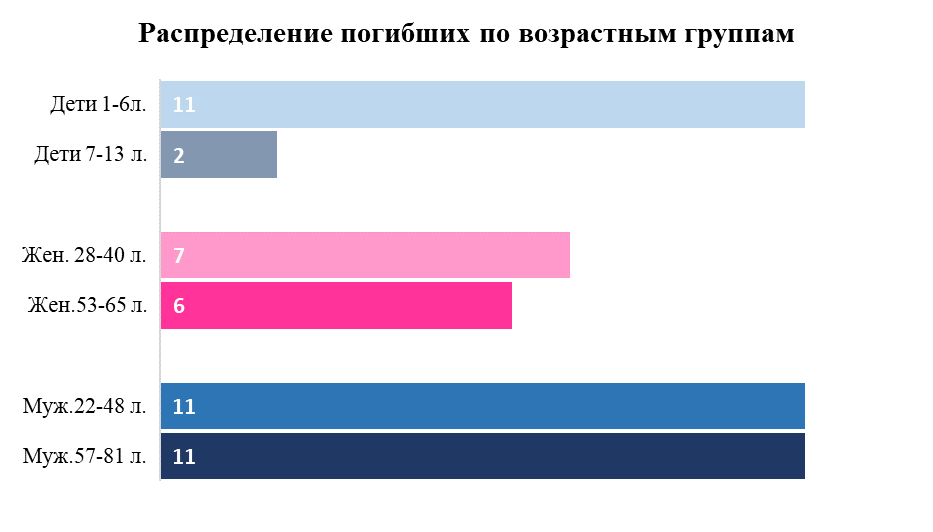 Распределение погибших по возрастным группам
Дети 1-6л.
11
Дети 7-13 л.
2
Жен. 28-40 л.
7
Жен.53-65 л.
6
Муж.22-48 л.
11
Муж.57-81 л.
11